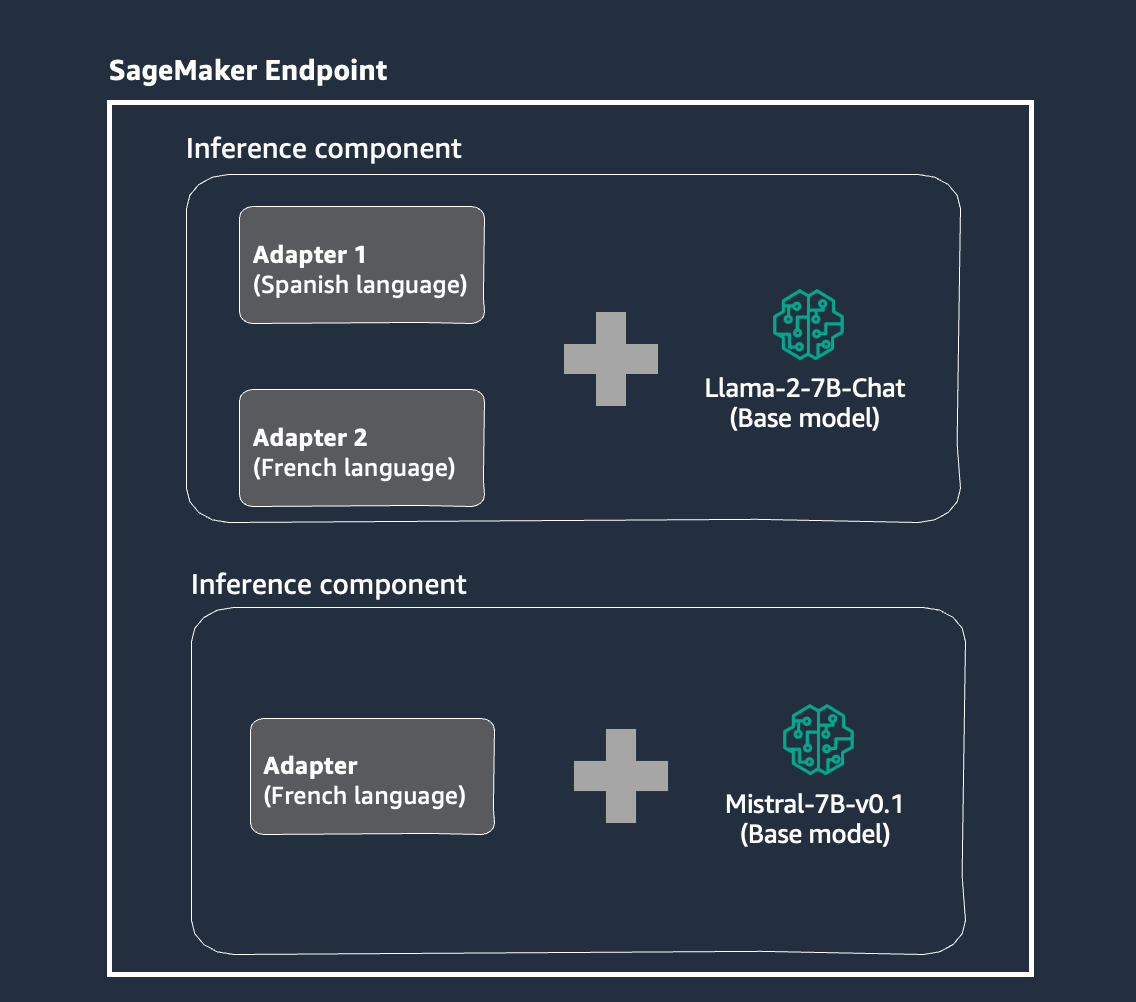 SageMaker Endpoint
Inference component
Adapter 1
(Spanish language)
Adapter 2
(French language)
Llama-2-7B-Chat
(Base model)
Inference component
Adapter
(French language)
Mistral-7B-v0.1
(Base model)